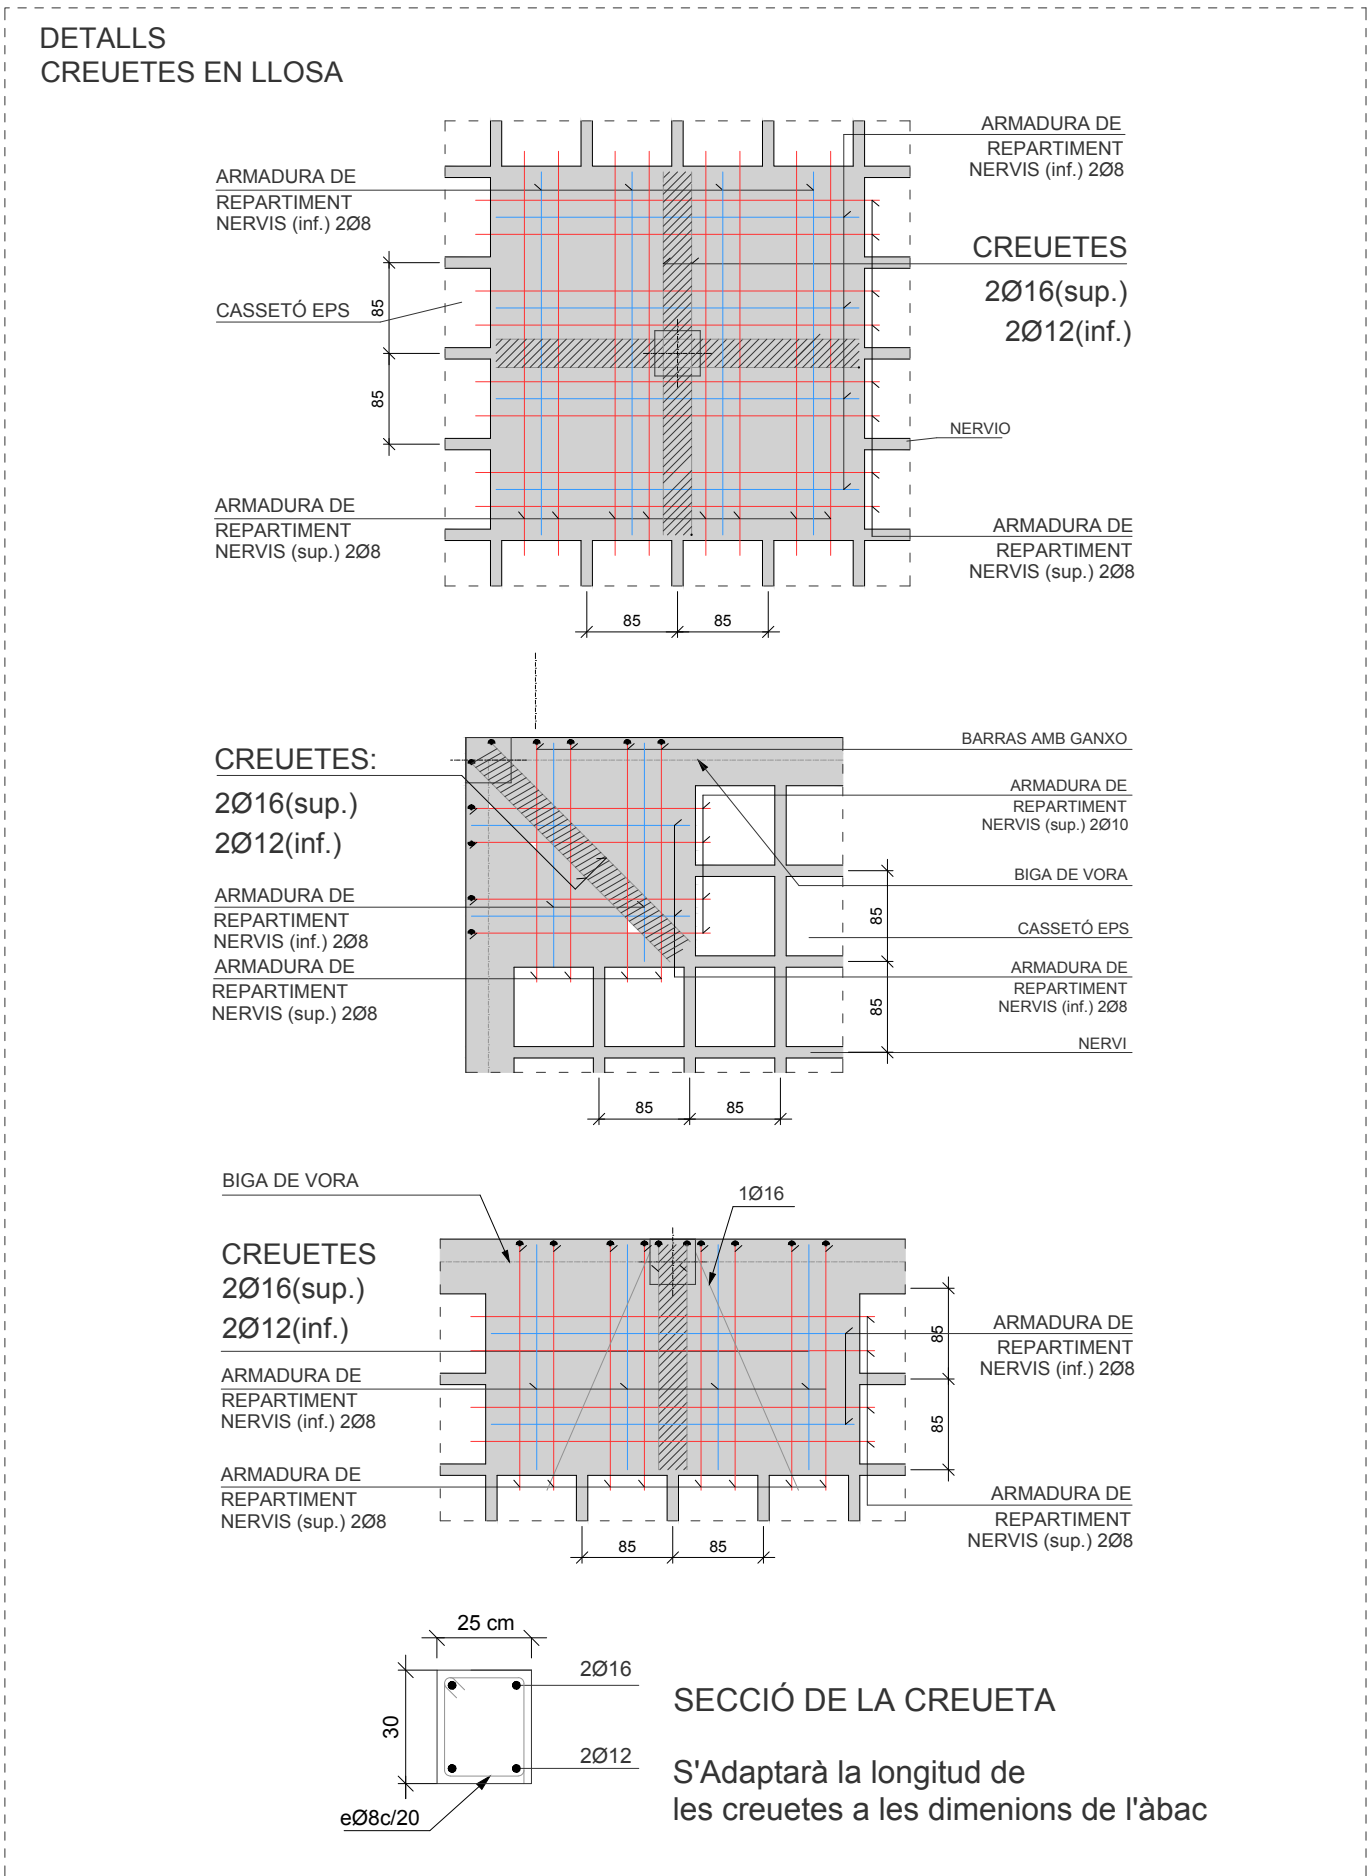 DETALLS
CREUETES EN LLOSA
ARMADURA DE
REPARTIMENT
NERVIS (inf.) 2Ø8
ARMADURA DE
REPARTIMENT
NERVIS (inf.) 2Ø8
CREUETES
2Ø16(sup.)
2Ø12(inf.)
CASSETÓ EPS
85
85
NERVIO
ARMADURA DE
REPARTIMENT
NERVIS (sup.) 2Ø8
ARMADURA DE
REPARTIMENT
NERVIS (sup.) 2Ø8
85
85
CREUETES:
2Ø16(sup.)
2Ø12(inf.)
ARMADURA DE
REPARTIMENT
NERVIS (inf.) 2Ø8
ARMADURA DE
REPARTIMENT
NERVIS (sup.) 2Ø8
BARRAS AMB GANXO
ARMADURA DE
REPARTIMENT
NERVIS (sup.) 2Ø10
BIGA DE VORA
85
CASSETÓ EPS
ARMADURA DE
REPARTIMENT
NERVIS (inf.) 2Ø8
85
NERVI
85
85
BIGA DE VORA
1Ø16
CREUETES
2Ø16(sup.)
2Ø12(inf.)
ARMADURA DE
REPARTIMENT
NERVIS (inf.) 2Ø8
ARMADURA DE
REPARTIMENT
NERVIS (sup.) 2Ø8
85
ARMADURA DE
REPARTIMENT
NERVIS (inf.) 2Ø8
85
ARMADURA DE
REPARTIMENT
NERVIS (sup.) 2Ø8
85
85
25 cm
30
2Ø16
2Ø12
eØ8c/20
SECCIÓ DE LA CREUETA
S'Adaptarà la longitud de
les creuetes a les dimenions de l'àbac